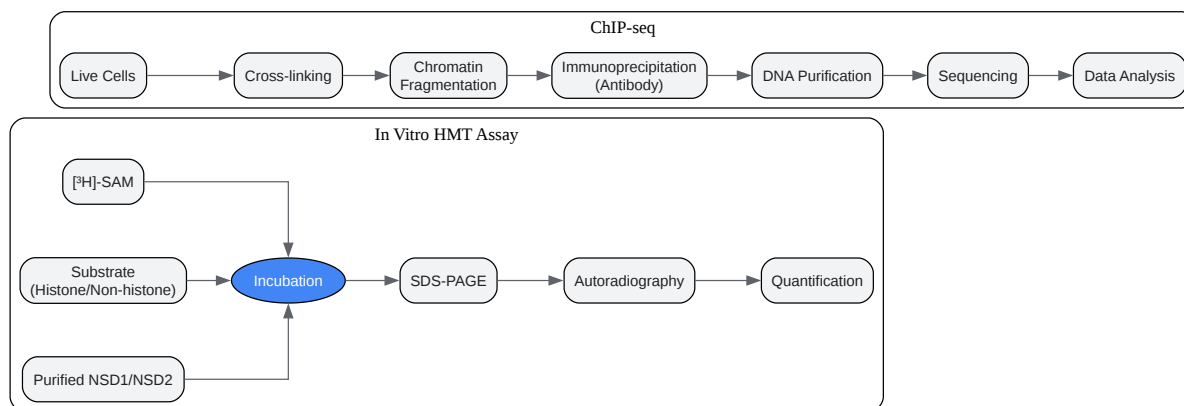 ChIP-seq
Live Cells
Cross-linking
Chromatin
Fragmentation
Immunoprecipitation
(Antibody)
DNA Purification
Sequencing
Data Analysis
In Vitro HMT Assay
[³H]-SAM
Substrate
(Histone/Non-histone)
Incubation
SDS-PAGE
Autoradiography
Quantification
Purified NSD1/NSD2